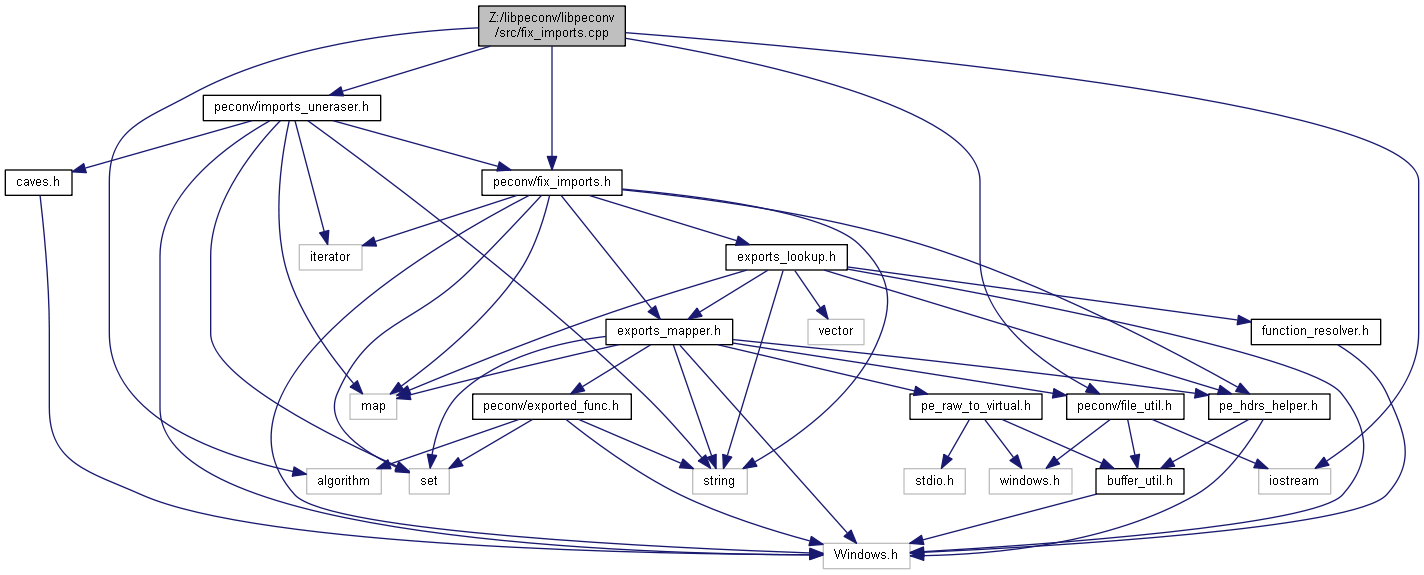 Z:/libpeconv/libpeconv
/src/fix_imports.cpp
peconv/imports_uneraser.h
caves.h
peconv/fix_imports.h
iterator
exports_lookup.h
exports_mapper.h
vector
function_resolver.h
map
peconv/exported_func.h
pe_raw_to_virtual.h
peconv/file_util.h
pe_hdrs_helper.h
algorithm
set
string
stdio.h
windows.h
buffer_util.h
iostream
Windows.h